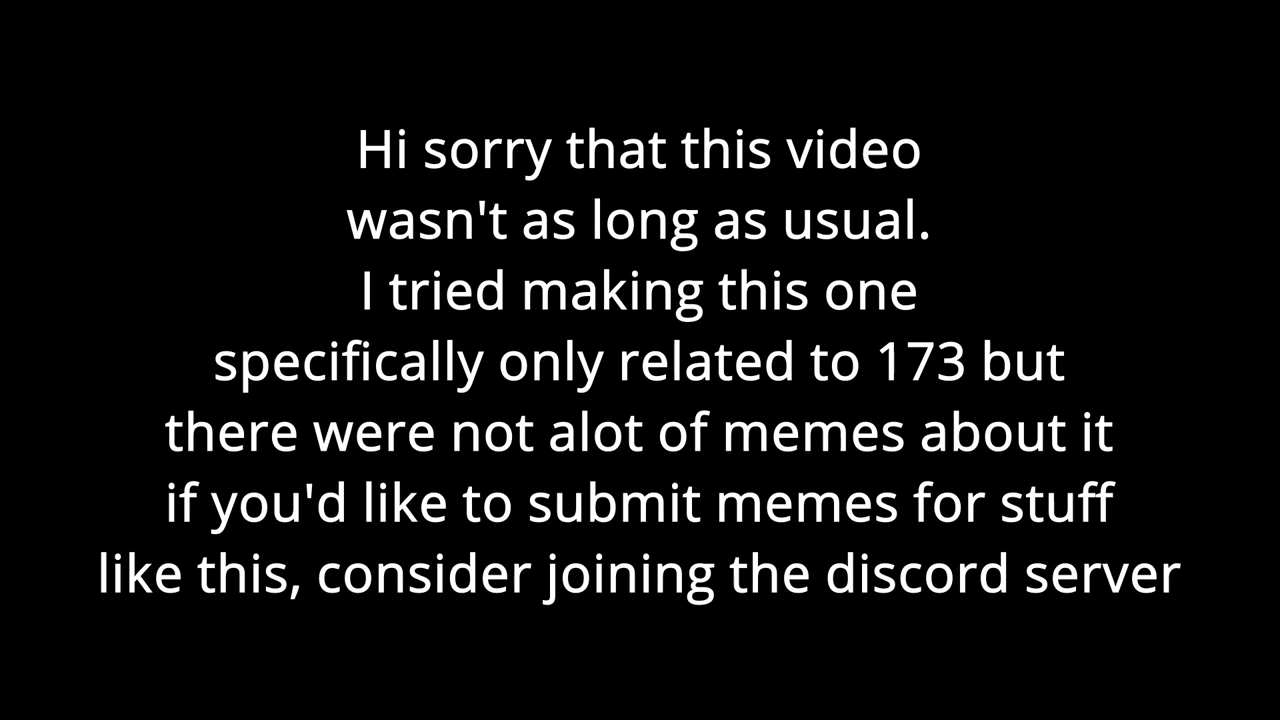 Hi sorry that this video
wasn't as long as usual.
I tried making this one
specifically only related to 173 but
there were not alot of memes about it
if you'd like to submit memes for stuff
like this, consider joining the discord server